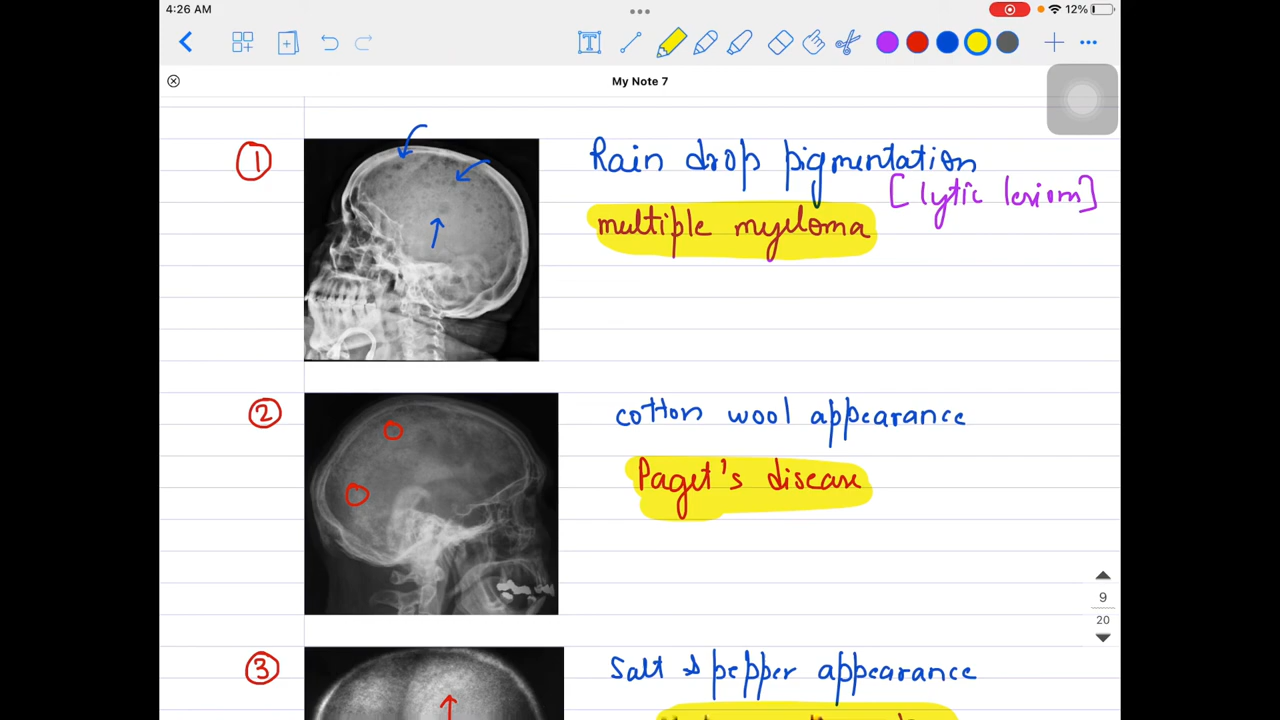 4:26 AM
12%
My Note 7
1
Rain drop pigmentation
[lytic lesiom]
multiple myeloma
2
cotton wool appearance
Paget's disease
9
20
3
Salt & pepper appearance